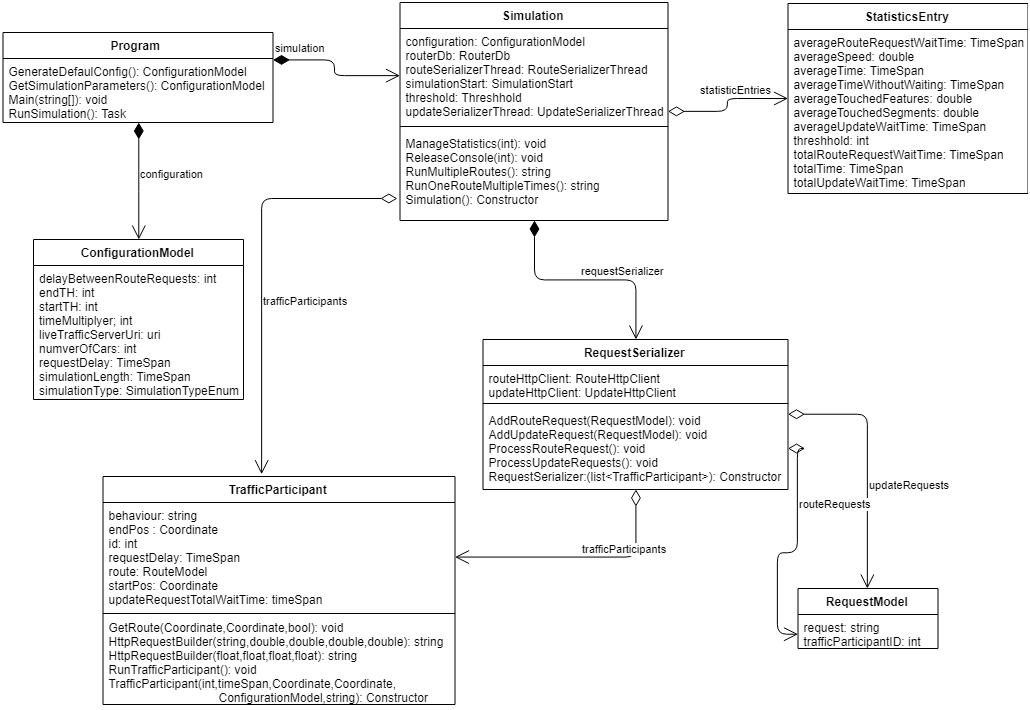 Program
GenerateDefaulConfig(): ConfigurationModel
GetSimulationParameters(): ConfigurationModel
Main(string[]): void
RunSimulation(): Task
simulation
configuration
Simulation
configuration: ConfigurationModel
routerDb: RouterDb
routeSerializerThread: RouteSerializerThread
simulationStart: SimulationStart
threshold: Threshhold
updateSerializerThread: UpdateSerializerThread
ManageStatistics(int): void
ReleaseConsole(int): void
RunMultipleRoutes(): string
RunOneRouteMultipleTimes(): string
Simulation(): Constructor
statisticEntries
StatisticsEntry
averageRouteRequestWaitTime: TimeSpan
averageSpeed: double
averageTime: TimeSpan
averageTimeWithoutWaiting: TimeSpan
averageTouchedFeatures: double
averageTouchedSegments: double
averageUpdateWaitTime: TimeSpan
threshhold: int
totalRouteRequestWaitTime: TimeSpan
totalTime: TimeSpan
totalUpdateWaitTime: TimeSpan
ConfigurationModel
delayBetweenRouteRequests: int
endTH: int
startTH: int
timeMultiplyer; int
liveTrafficServerUri: uri
numverOfCars: int
requestDelay: TimeSpan
simulationLength: TimeSpan
simulationType: SimulationTypeEnum
trafficParticipants
requestSerializer
RequestSerializer
routeHttpClient: RouteHttpClient
updateHttpClient: UpdateHttpClient
AddRouteRequest(RequestModel): void
AddUpdateRequest(RequestModel): void
ProcessRouteRequest(): void
ProcessUpdateRequests(): void
RequestSerializer:(list<TrafficParticipant>): Constructor
updateRequests
routeRequests
trafficParticipants
TrafficParticipant
behaviour: string
endPos : Coordinate
id: int
requestDelay: TimeSpan
route: RouteModel
startPos: Coordinate
updateRequestTotalWaitTime: timeSpan
GetRoute(Coordinate,Coordinate,bool): void
HttpRequestBuilder(string,double,double,double,double): string
HttpRequestBuilder(float,float,float,float): string
RunTrafficParticipant(): void
TrafficParticipant(int,timeSpan,Coordinate,Coordinate,
ConfigurationModel,string): Constructor
RequestModel
request: string
trafficParticipantID: int